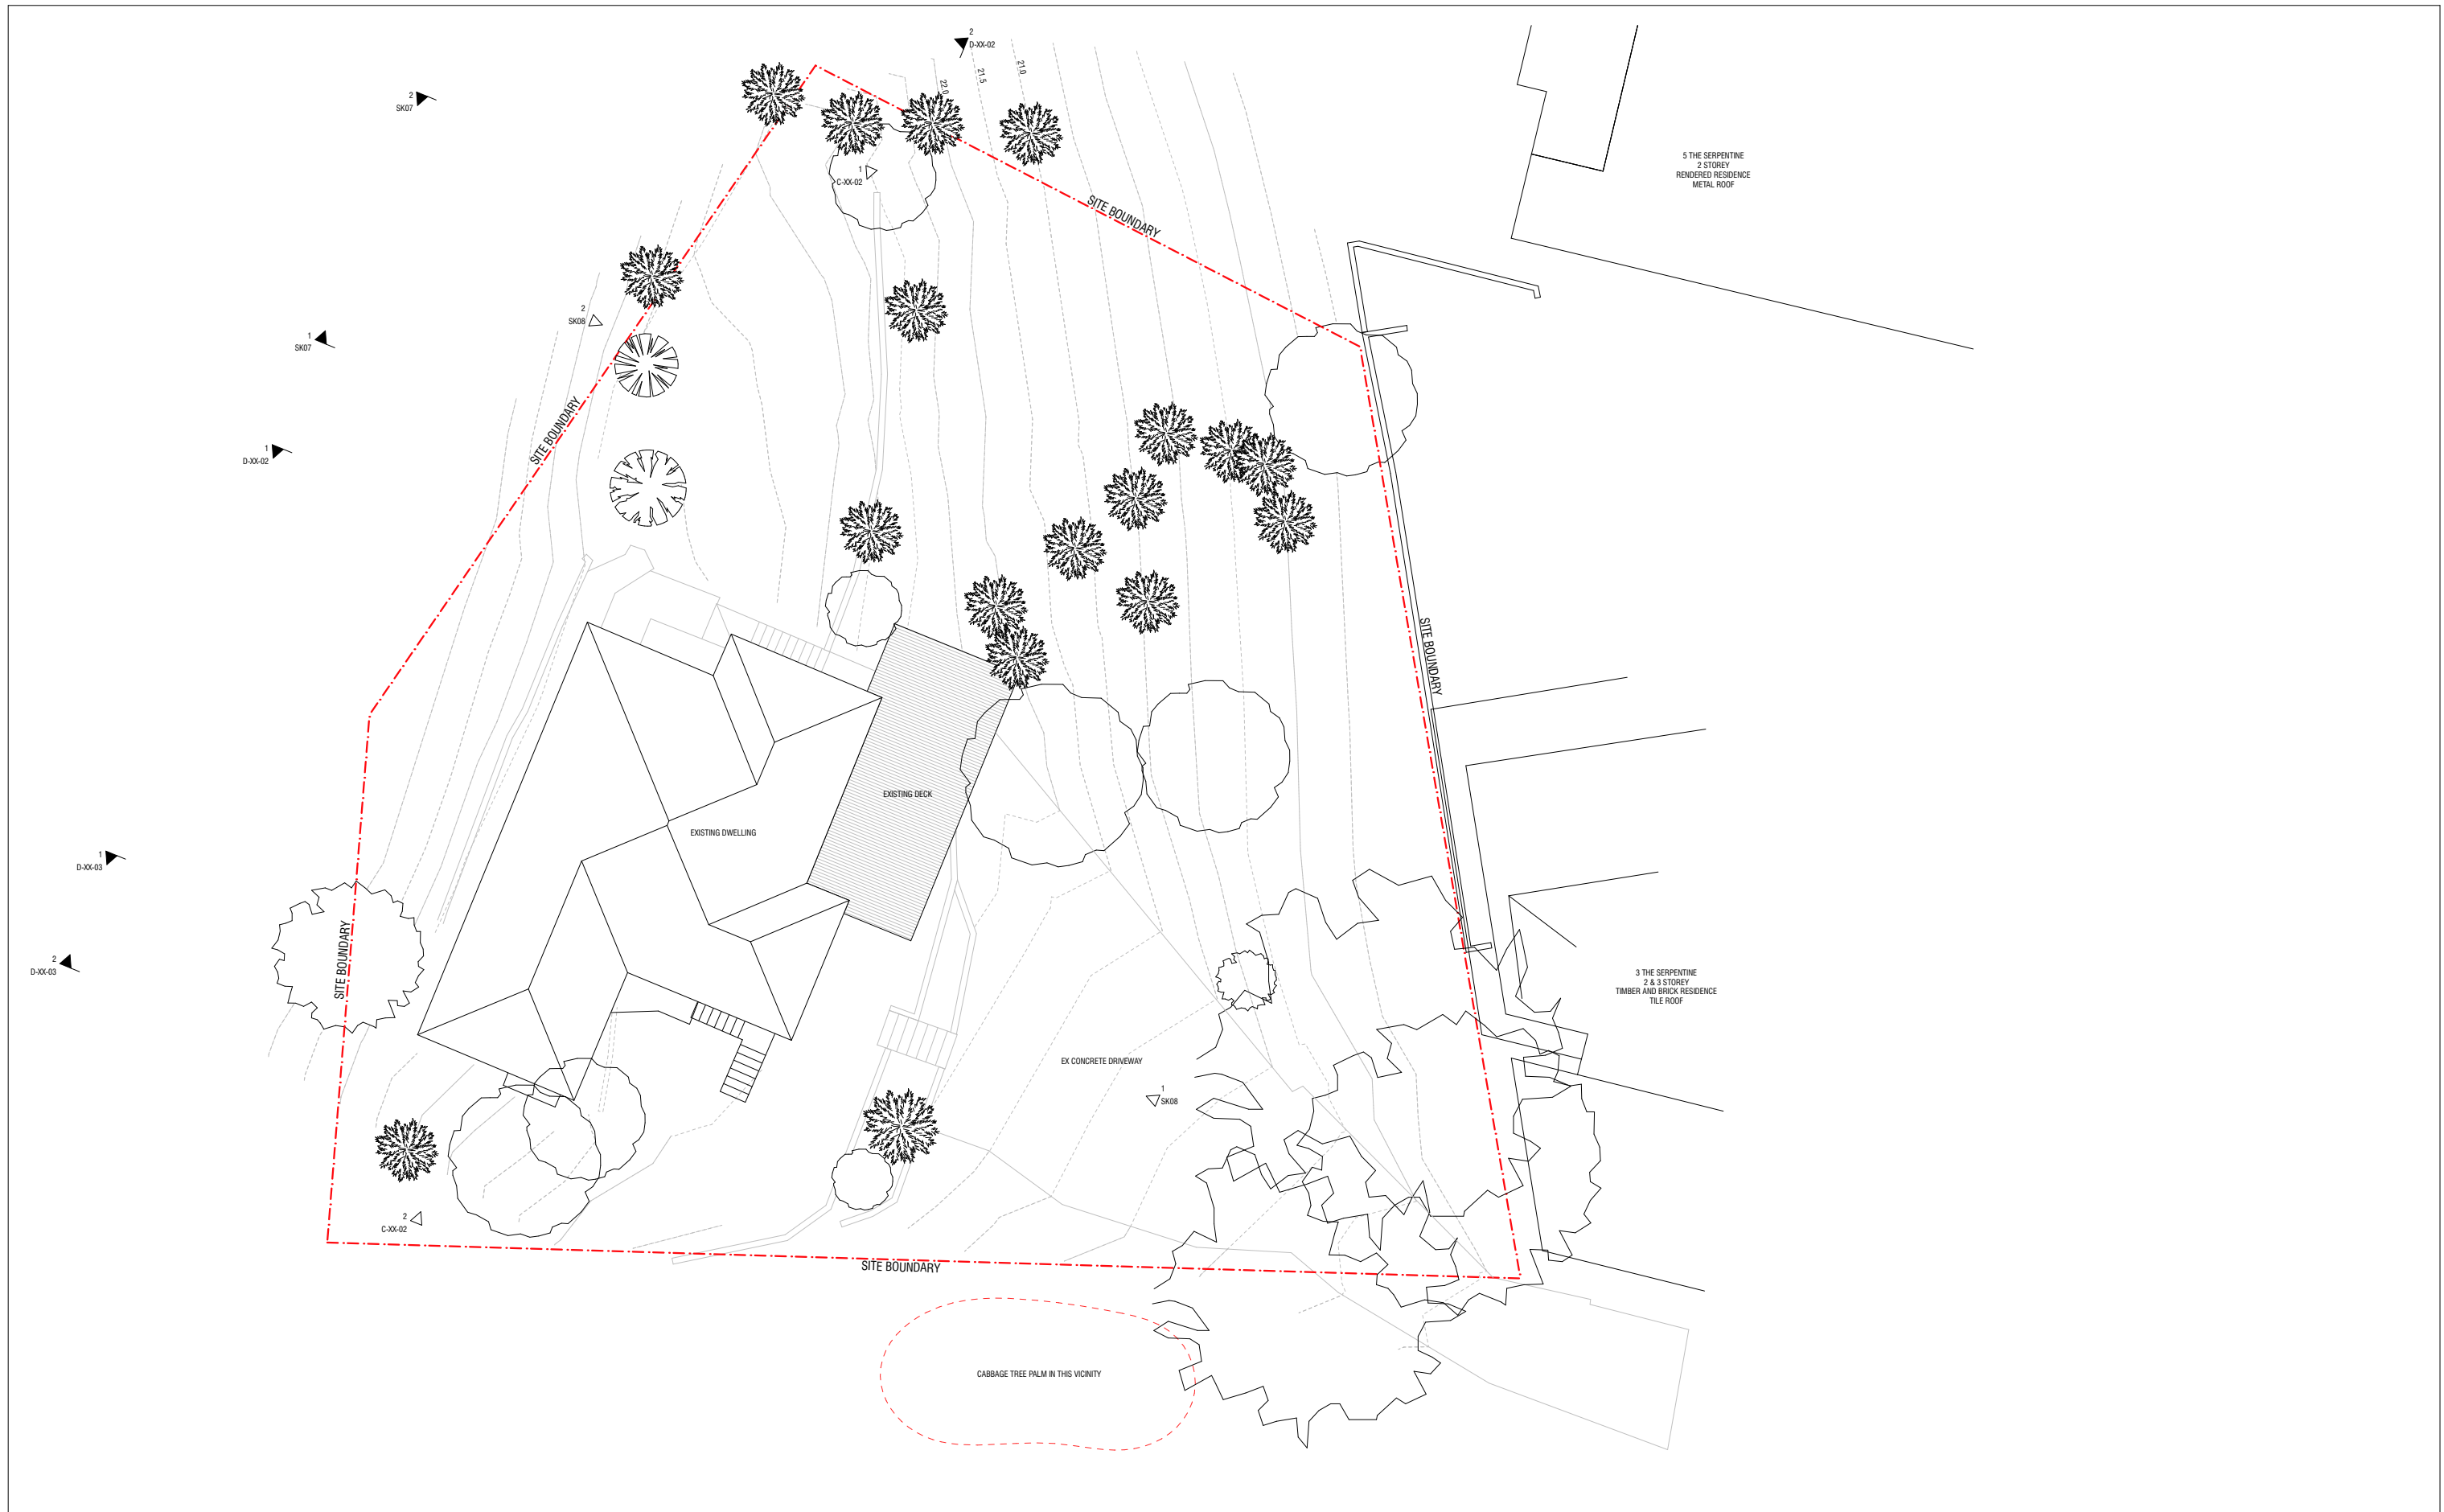 2
D-XX-02
2
SK07
22.0
21.5
21.0
5 THE SERPENTINE
2 STOREY
RENDERED RESIDENCE
METAL ROOF
1
C-XX-02
SITE BOUNDARY
2
SK08
1
SK07
SITE BOUNDARY
1
D-XX-02
SITE BOUNDARY
EXISTING DECK
EXISTING DWELLING
1
D-XX-03
SITE BOUNDARY
2
D-XX-03
3 THE SERPENTINE
2 & 3 STOREY
TIMBER AND BRICK RESIDENCE
TILE ROOF
EX CONCRETE DRIVEWAY
1
SK08
2
C-XX-02
SITE BOUNDARY
CABBAGE TREE PALM IN THIS VICINITY